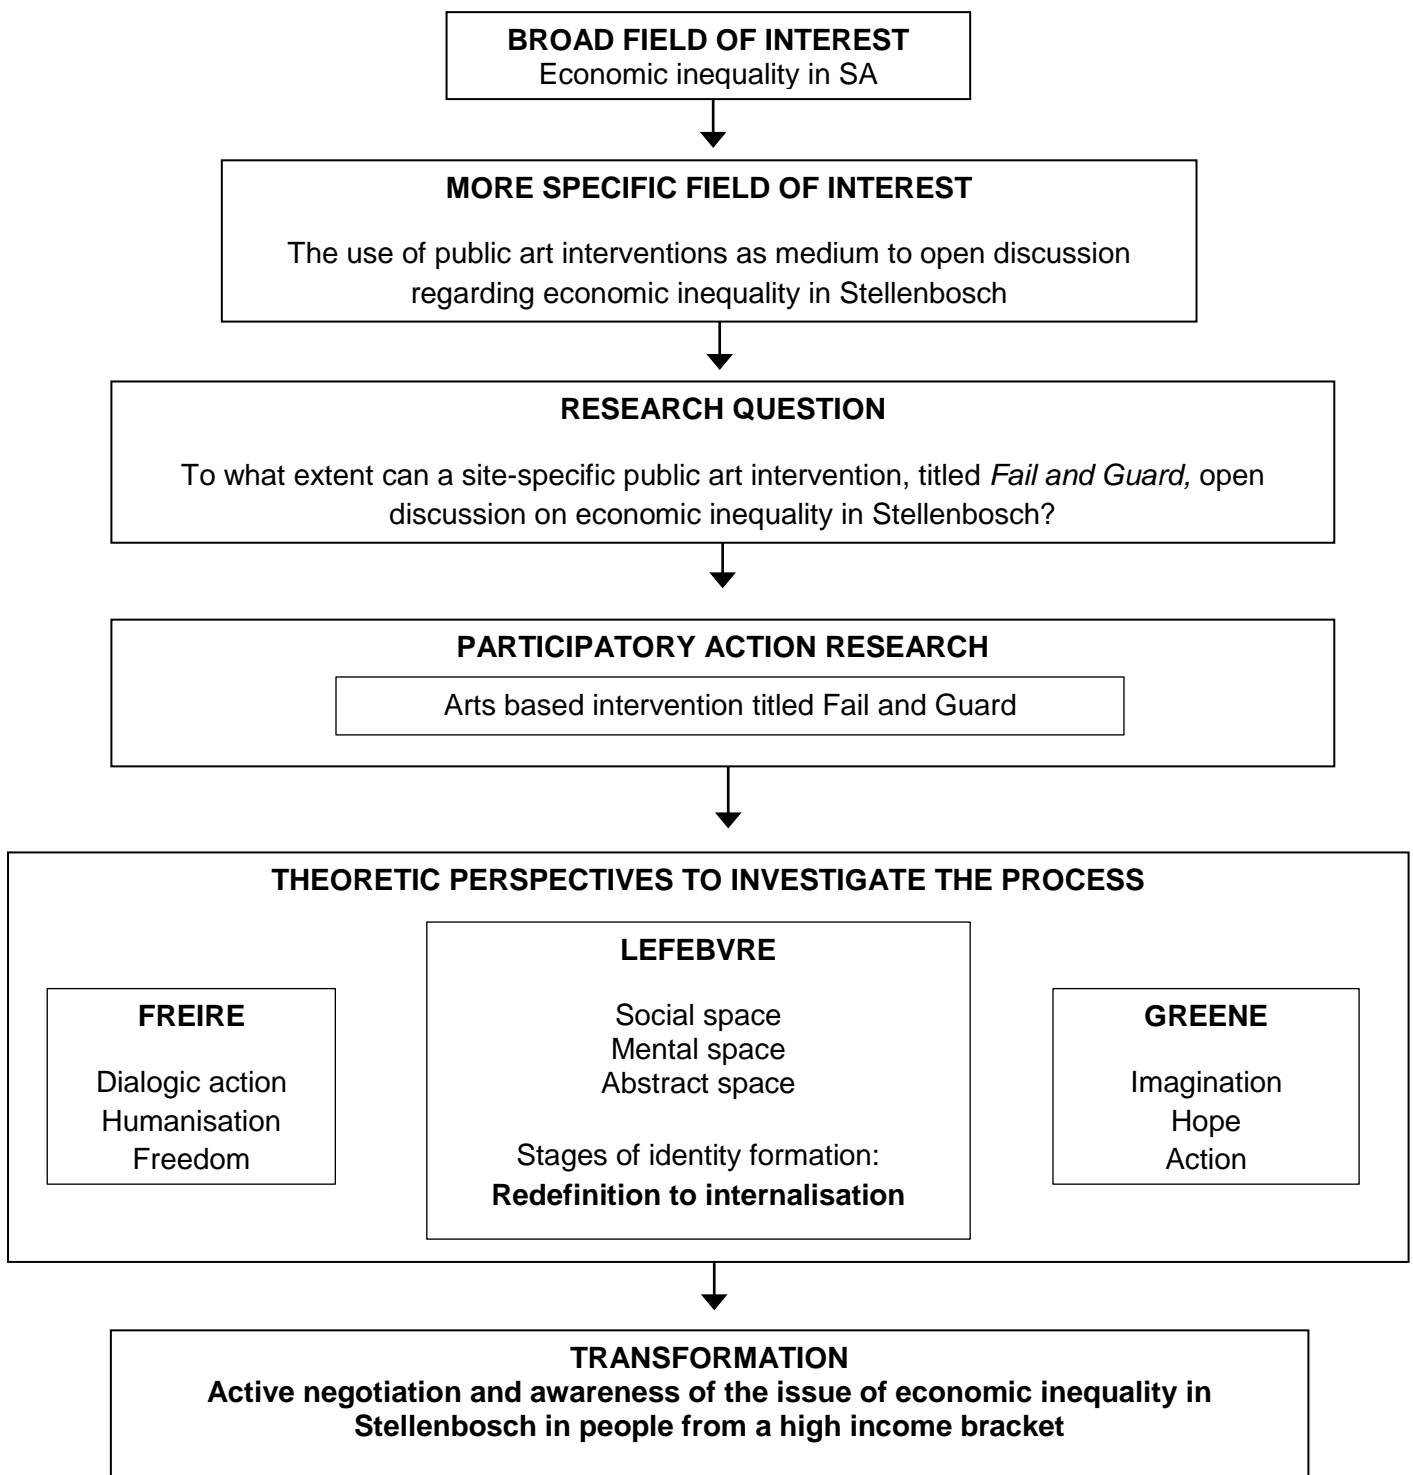 BROAD FIELD OF INTEREST
Economic inequality in SA
MORE SPECIFIC FIELD OF INTEREST
The use of public art interventions as medium to open discussion
regarding economic inequality in Stellenbosch
RESEARCH QUESTION
To what extent can a site-specific public art intervention, titled Fail and Guard, open
discussion on economic inequality in Stellenbosch?
PARTICIPATORY ACTION RESEARCH
Arts based intervention titled Fail and Guard
THEORETIC PERSPECTIVES TO INVESTIGATE THE PROCESS
FREIRE
Dialogic action
Humanisation
Freedom
LEFEBVRE
Social space
Mental space
Abstract space
Stages of identity formation:
Redefinition to internalisation
GREENE
Imagination
Hope
Action
TRANSFORMATION
Active negotiation and awareness of the issue of economic inequality in
Stellenbosch in people from a high income bracket